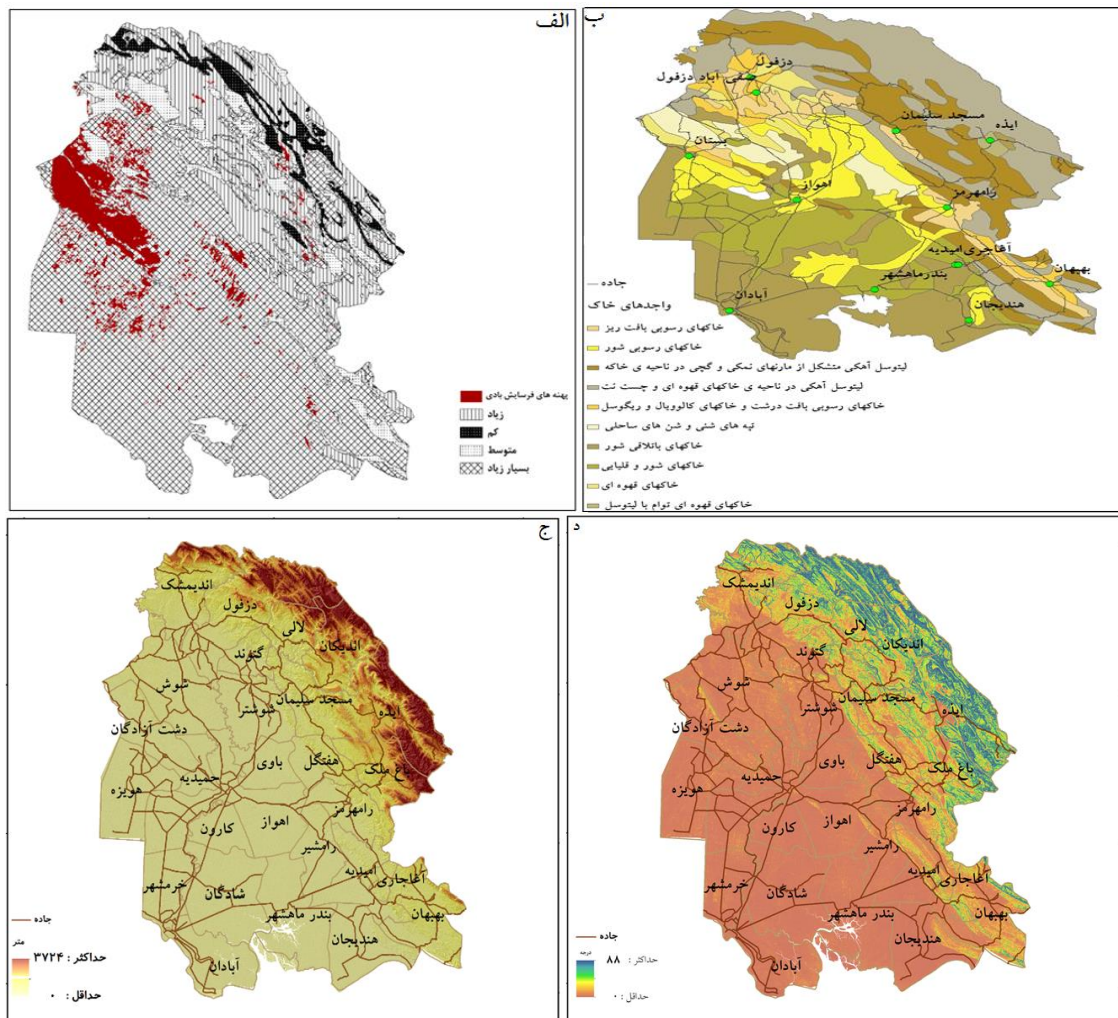 الف
پهنه های فرسایش بادی
زیاد
کم
متوسط
بسیار زیاد
ب
دزفول
صفی آباد دزفول
مسجد سلیمان
ایذه
بستان
اهواز
رامهرمز
آغاجری
امیدیه
بهبهان
بندرماهشهر
آبادان
هندیجان
جاده
واحدهای خاک
خاکهای رسوبی بافت ریز
خاکهای رسوبی شور
لیتوسل آهکی متشکل از مارنهای نمکی و گچی در ناحیه ی خاکه
لیتوسل آهکی در ناحیه ی خاکهای قهوه ای و چست نت
خاکهای رسوبی بافت درشت و خاکهای کالوویال و ریگوسل
تپه های شنی و شن های ساحلی
خاکهای باتلاقی شور
خاکهای شور و قلیایی
خاکهای قهوه ای
خاکهای قهوه ای توام با لیتوسل
ج
اندیمشک
دزفول
لالی
اندیکان
گتوند
شوش
مسجد سلیمان
شوشتر
ایذه
دشت آزادگان
باوی
هفتگل
باغ ملک
حمیدیه
هویزه
رامهرمز
اهواز
کارون
رامشیر
امیدیه
آغاجاری
خرمشهر
شادگان
بهبهان
بندر ماهشهر
هندیجان
آبادان
جاده
متر
حداکثر : ۳۷۲۴
حداقل : ۰
د
اندیمشک
دزفول
لالی
اندیکان
گتوند
شوش
مسجد سلیمان
شوشتر
ایذه
دشت آزادگان
باوی
هفتگل
باغ ملک
حمیدیه
هویزه
رامهرمز
اهواز
کارون
رامشیر
امیدیه
آغاجاری
خرمشهر
شادگان
بهبهان
بندر ماهشهر
هندیجان
آبادان
جاده
درجه
حداکثر : ۸۸
حداقل : ۰